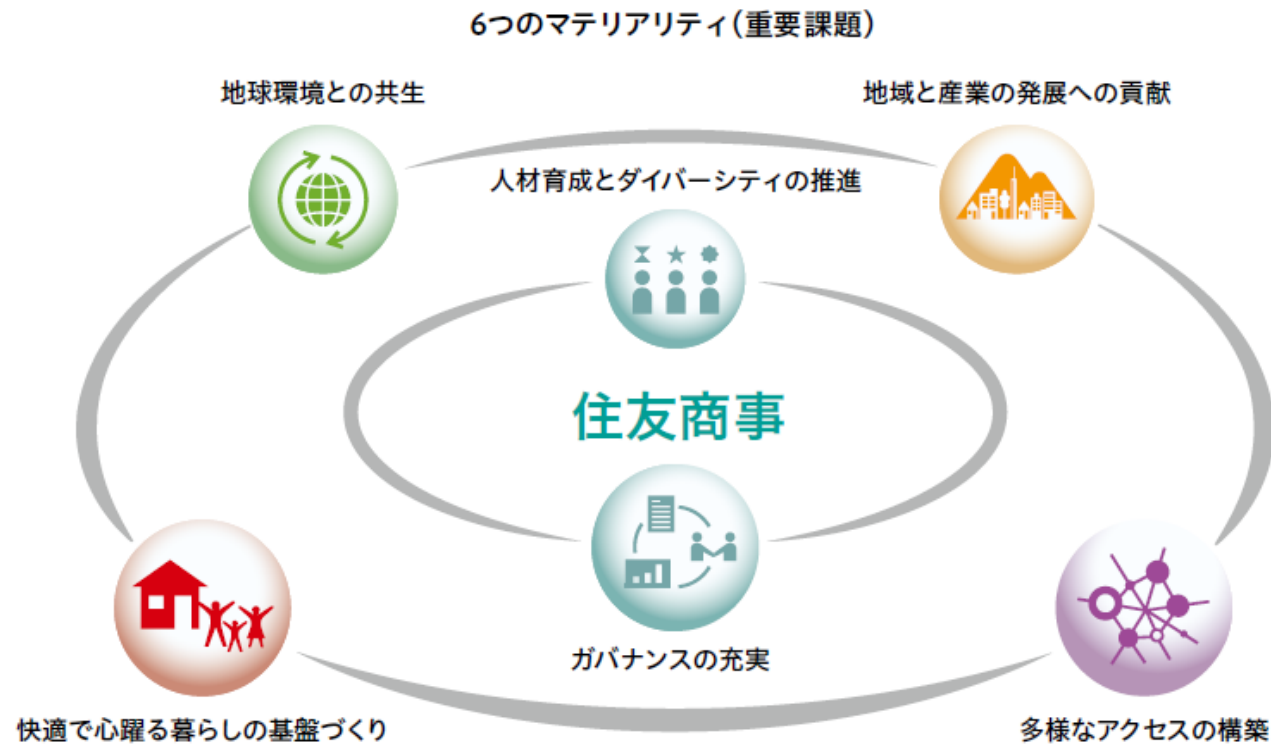 6つのマテリアリティ(重要課題)
地球環境との共生
地域と産業の発展への貢献
人材育成とダイバーシティの推進
住友商事
ガバナンスの充実
快適で心躍る暮らしの基盤づくり
多様なアクセスの構築